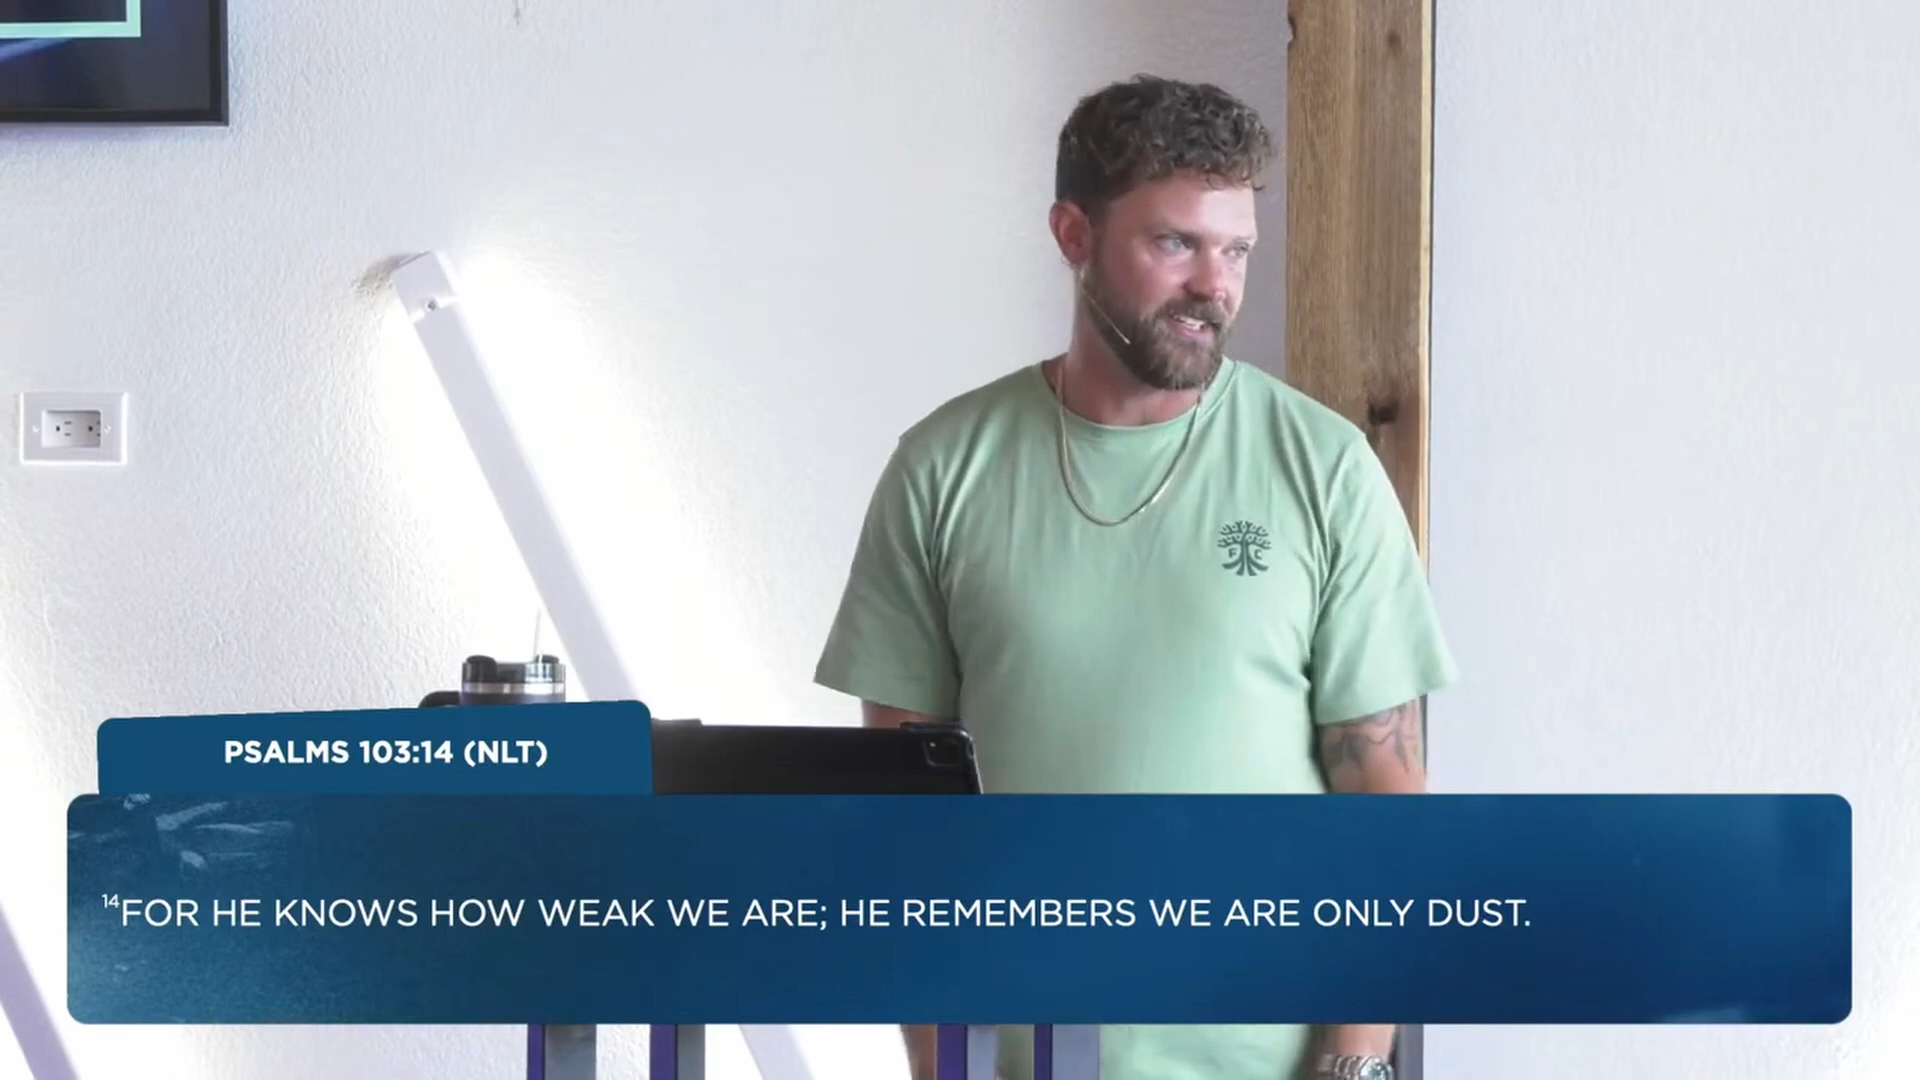 F C
PSALMS 103:14 (NLT)
14FOR HE KNOWS HOW WEAK WE ARE; HE REMEMBERS WE ARE ONLY DUST.